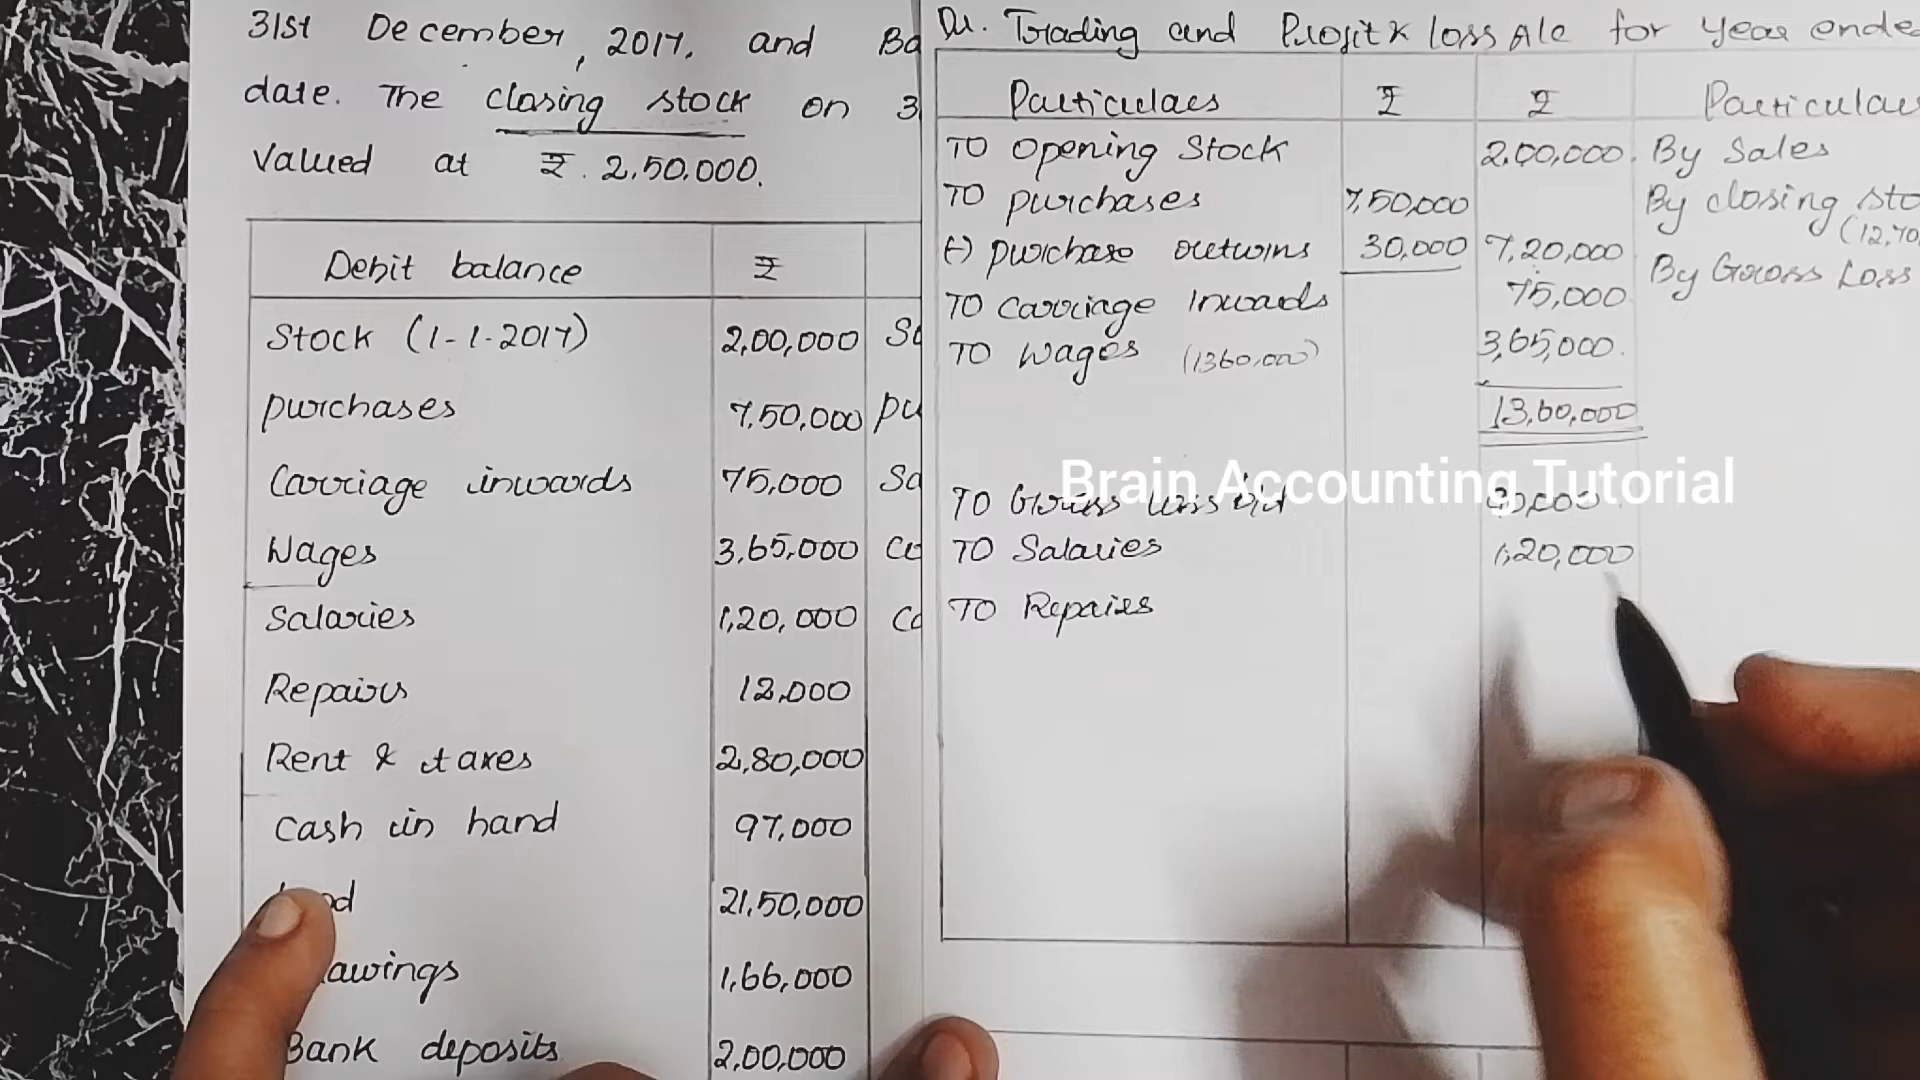 31st December, 2017. and Ba
date. The closing stock on 3
Valued at ₹. 2,50,000.
Debit balance ₹
Stock (1-1-2017) 2,00,000
purchases 7,50,000
Carriage inwards 75,000
Wages 3,65,000
Salaries 1,20,000
Repairs 12,000
Rent & taxes 2,80,000
Cash in hand 97,000
21,50,000
awings 1,66,000
Bank deposits 2,00,000
Dr. Trading and Profit & loss A/c for year ende
Particulars ₹ ₹ Particular
TO Opening Stock 2,00,000. By Sales
TO purchases 7,50,000 By closing sto
(-) purchase returns 30,000 7,20,000 (12,70
TO Carriage Inwards 75,000 By Gross Loss
TO Wages (1360,000) 3,65,000.
13,60,000
Brain Accounting Tutorial
TO Gross loss b/d
TO Salaries 1,20,000
TO Repairs